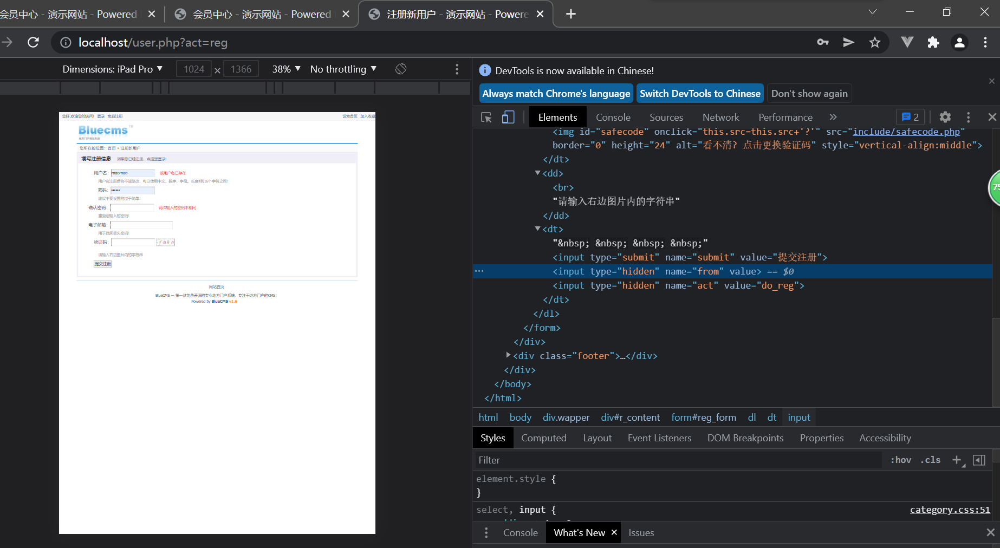 会员中心 - 演示网站 - Powered
会员中心 - 演示网站 - Powered
注册新用户 - 演示网站 - Powere
localhost/user.php?act=reg
Dimensions: iPad Pro ▼ 1024 × 1366 38% ▼ No throttling ▼
DevTools is now available in Chinese!
Always match Chrome's language Switch DevTools to Chinese Don't show again
Elements Console Sources Network Performance » 2
您好,欢迎您的访问! 登录 免费注册 设为首页 加入收藏
Bluecms TM
您所在的位置：首页 » 注册新用户
填写注册信息 如果您已经注册，点这里登录!
用户名： maomao 该用户名已存在
用户名注册后将不能修改，可以使用中文，数字，字母。长度4到16个字符之间!
密码： ••••••
建议不要设置的过于简单!
确认密码： 两次输入的密码不相同
重复刚输入的密码!
电子邮箱：
用于找回丢失密码!
验证码：
请输入右边图片内的字符串
提交注册
网站首页
BlueCMS — 第一款免费开源的专业地方门户系统，专注于地方门户的CMS!
Powered by BlueCMS v1.6
<img id="safecode" onclick="this.src=this.src+'?'" src="include/safecode.php"
border="0" height="24" alt="看不清? 点击更换验证码" style="vertical-align:middle">
</dt>
▼<dd>
<br>
"请输入右边图片内的字符串"
</dd>
▼<dt>
"&nbsp; &nbsp; &nbsp; &nbsp;"
<input type="submit" name="submit" value="提交注册">
··· <input type="hidden" name="from" value> == $0
<input type="hidden" name="act" value="do_reg">
</dt>
</dl>
</form>
</div>
▶<div class="footer">…</div>
</div>
</body>
</html>
html body div.wapper div#r_content form#reg_form dl dt input
Styles Computed Layout Event Listeners DOM Breakpoints Properties Accessibility
Filter :hov .cls +
element.style {
}
select, input { category.css:51
Console What's New × Issues
75